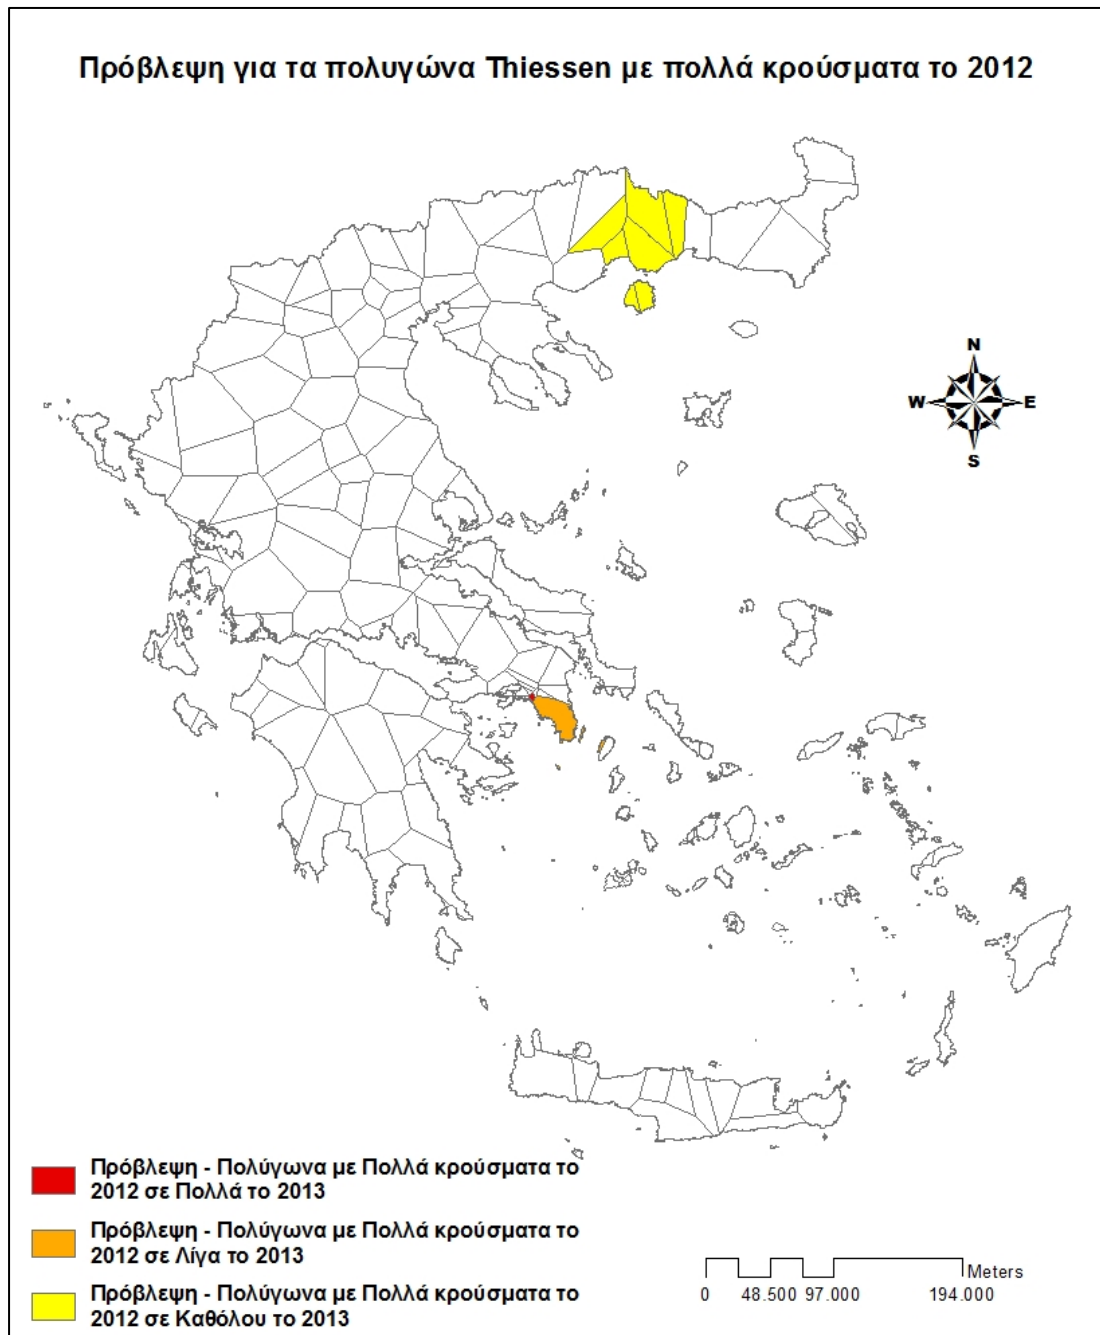 Πρόβλεψη για τα πολυγώνα Thiessen με πολλά κρούσματα το 2012
N
W
E
S
Πρόβλεψη - Πολύγωνα με Πολλά κρούσματα το
2012 σε Πολλά το 2013
Πρόβλεψη - Πολύγωνα με Πολλά κρούσματα το
2012 σε Λίγα το 2013
Πρόβλεψη - Πολύγωνα με Πολλά κρούσματα το
2012 σε Καθόλου το 2013
Meters
0 48.500 97.000 194.000